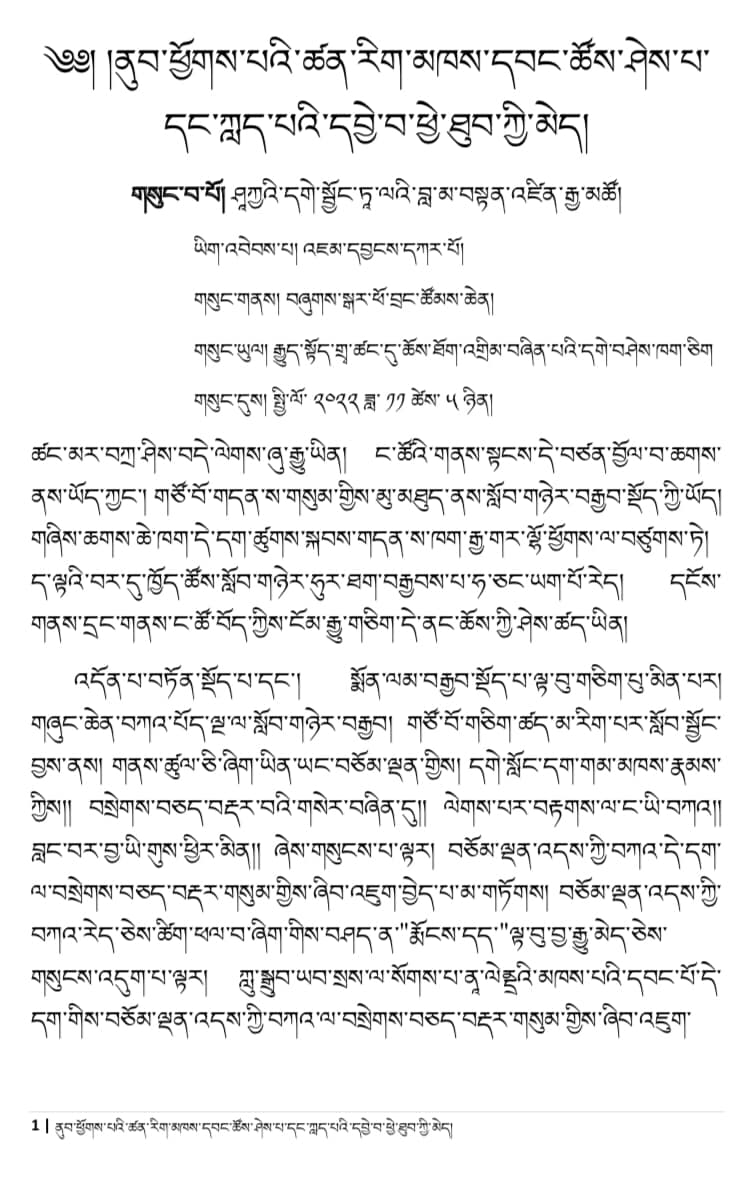 ༄༅། །ནུབ་ཕྱོགས་པའི་ཚན་རིག་མཁས་དབང་ཚོས་ཤེས་པ་
དང་ཀླད་པའི་དབྱེ་བ་ཕྱེ་ཐུབ་ཀྱི་མེད།
གསུང་བ་པོ། ཤཱཀྱའི་དགེ་སློང་ཏཱ་ལའི་བླ་མ་བསྟན་འཛིན་རྒྱ་མཚོ།
ཡིག་འབེབས་པ། འཇམ་དབྱངས་དཀར་པོ།
གསུང་གནས། བཞུགས་སྒར་ཕོ་བྲང་ཚོམས་ཆེན།
གསུང་ཡུལ། རྒྱུད་སྟོད་གྲྭ་ཚང་དུ་ཆོས་ཐོག་འགྲིམ་བཞིན་པའི་དགེ་བཤེས་ཁག་ཅིག
གསུང་དུས། སྤྱི་ལོ་ ༢༠༢༢ ཟླ་ ༡༡ ཚེས་ ༥ ཉིན།
ཚང་མར་བཀྲ་ཤིས་བདེ་ལེགས་ཞུ་རྒྱུ་ཡིན། ང་ཚོའི་གནས་སྟངས་དེ་བཙན་བྱོལ་བ་ཆགས་
ནས་ཡོད་ཀྱང་། གཙོ་བོ་གདན་ས་གསུམ་གྱིས་མུ་མཐུད་ནས་སློབ་གཉེར་བརྒྱབ་སྡོད་ཀྱི་ཡོད།
གཞིས་ཆགས་ཆེ་ཁག་དེ་དག་ཚུགས་སྐབས་གདན་ས་ཁག་རྒྱ་གར་ལྷོ་ཕྱོགས་ལ་བཙུགས་ཏེ།
ད་ལྟའི་བར་དུ་ཁྱོད་ཚོས་སློབ་གཉེར་ཧུར་ཐག་བརྒྱབས་པ་ཧ་ཅང་ཡག་པོ་རེད། དངོས་
གནས་དྲང་གནས་ང་ཚོ་བོད་ཀྱིས་ངོམ་རྒྱུ་གཅིག་དེ་ནང་ཆོས་ཀྱི་ཤེས་ཚད་ཡིན།
འདོན་པ་བཏོན་སྡོད་པ་དང་། སྨོན་ལམ་བརྒྱབ་སྡོད་པ་ལྟ་བུ་གཅིག་པུ་མིན་པར།
གཞུང་ཆེན་བཀའ་པོད་ལྔ་ལ་སློབ་གཉེར་བརྒྱབ། གཙོ་བོ་གཅིག་ཚད་མ་རིག་པར་སློབ་སྦྱོང་
བྱས་ནས། གནས་ཚུལ་ཅི་ཞིག་ཡིན་ཡང་བཅོམ་ལྡན་གྱིས། དགེ་སློང་དག་གམ་མཁས་རྣམས་
ཀྱིས།། བསྲེགས་བཅད་བརྡར་བའི་གསེར་བཞིན་དུ།། ལེགས་པར་བརྟགས་ལ་ང་ཡི་བཀའ།།
བླང་བར་བྱ་ཡི་གུས་ཕྱིར་མིན།། ཞེས་གསུངས་པ་ལྟར། བཅོམ་ལྡན་འདས་ཀྱི་བཀའ་དེ་དག་
ལ་བསྲེགས་བཅད་བརྡར་གསུམ་གྱིས་ཞིབ་འཇུག་བྱེད་པ་མ་གཏོགས། བཅོམ་ལྡན་འདས་ཀྱི་
བཀའ་རེད་ཅེས་ཚིག་ཕལ་བ་ཞིག་གིས་བཤད་ན་"རྨོངས་དད་"ལྟ་བུ་བྱ་རྒྱུ་མེད་ཅེས་
གསུངས་འདུག་པ་ལྟར། ཀླུ་སྒྲུབ་ཡབ་སྲས་ལ་སོགས་པ་ནཱ་ལེནྡྲའི་མཁས་པའི་དབང་པོ་དེ་
དག་གིས་བཅོམ་ལྡན་འདས་ཀྱི་བཀའ་ལ་བསྲེགས་བཅད་བརྡར་གསུམ་གྱིས་ཞིབ་འཇུག་
1 | ནུབ་ཕྱོགས་པའི་ཚན་རིག་མཁས་དབང་ཚོས་ཤེས་པ་དང་ཀླད་པའི་དབྱེ་བ་ཕྱེ་ཐུབ་ཀྱི་མེད།